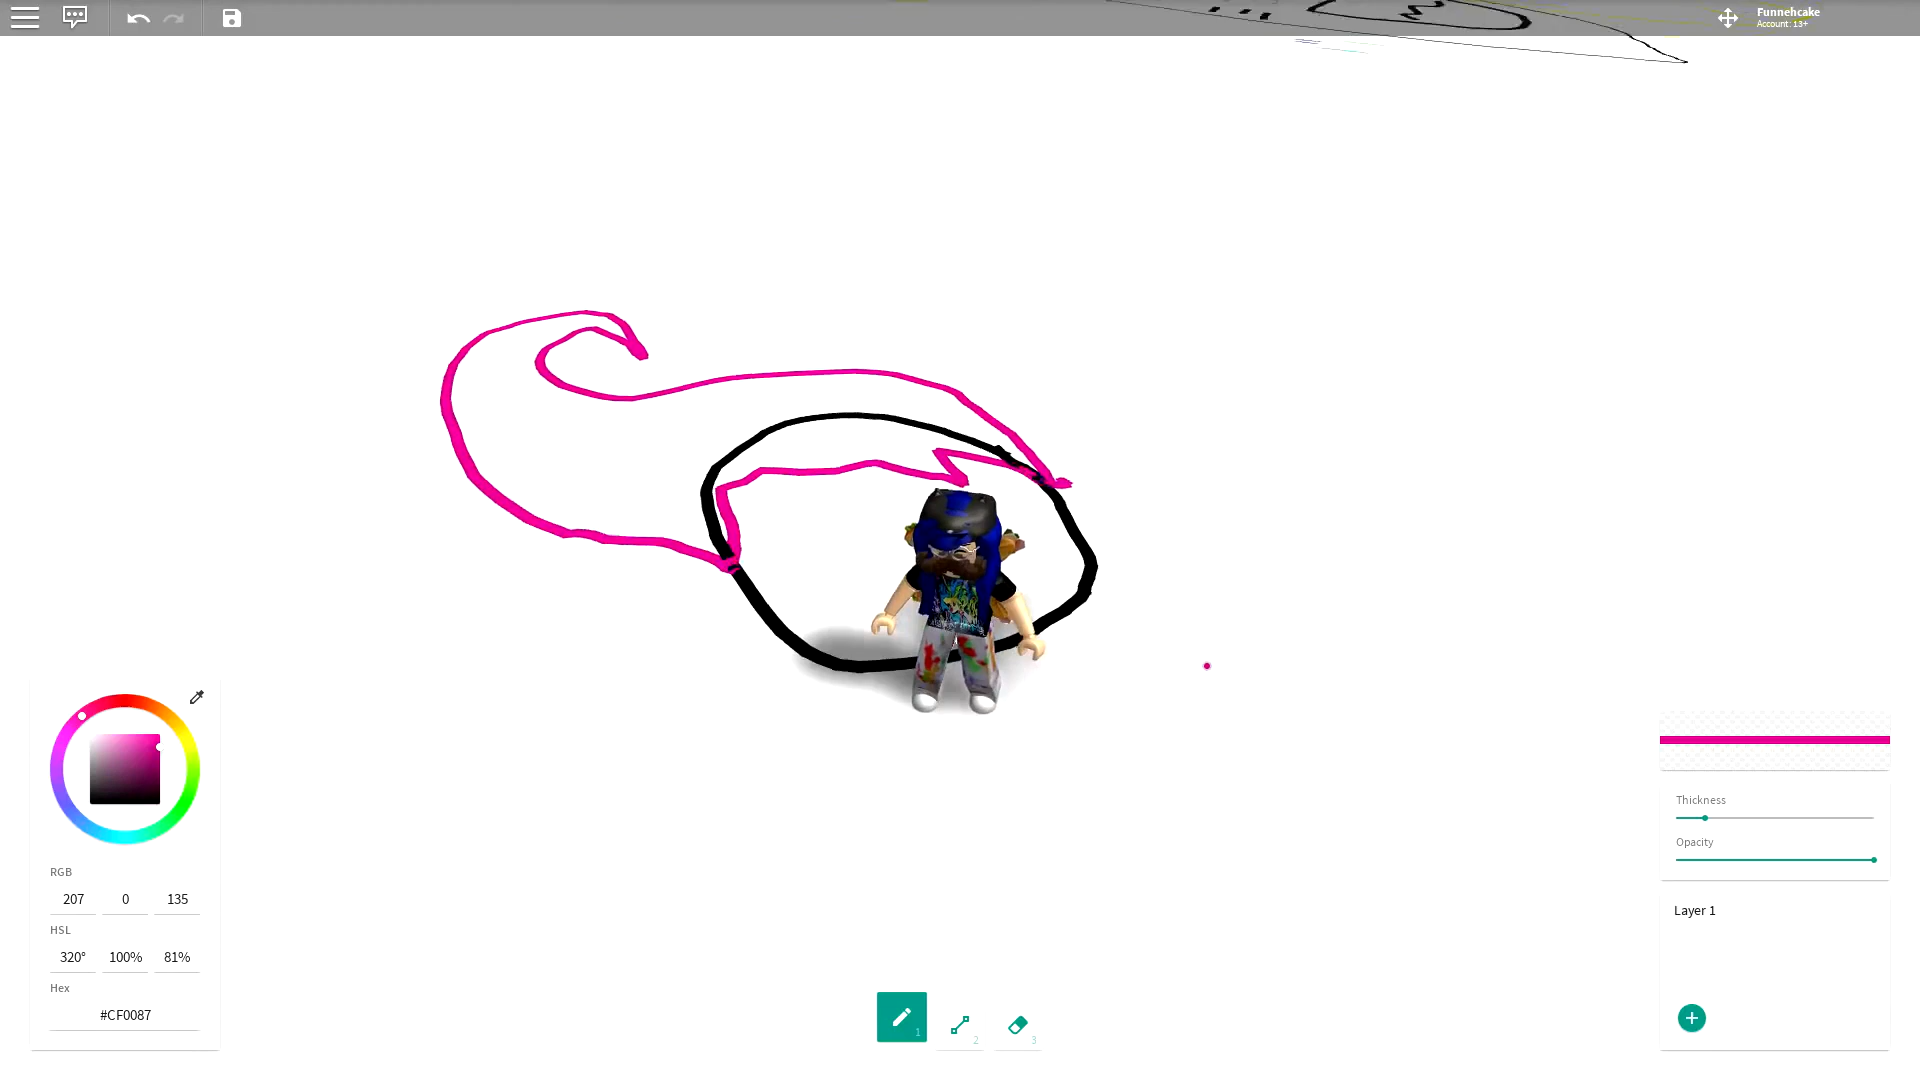 Funnehcake
Account: 13+
RGB
207 0 135
HSL
320° 100% 81%
Hex
#CF0087
1
2
3
Thickness
Opacity
Layer 1